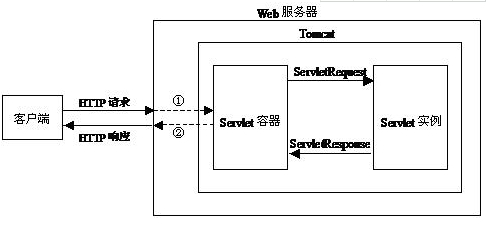 Web 服务器
Tomcat
ServletRequest
HTTP 请求
①
客户端
Servlet 容器
Servlet 实例
HTTP 响应
②
ServletResponse